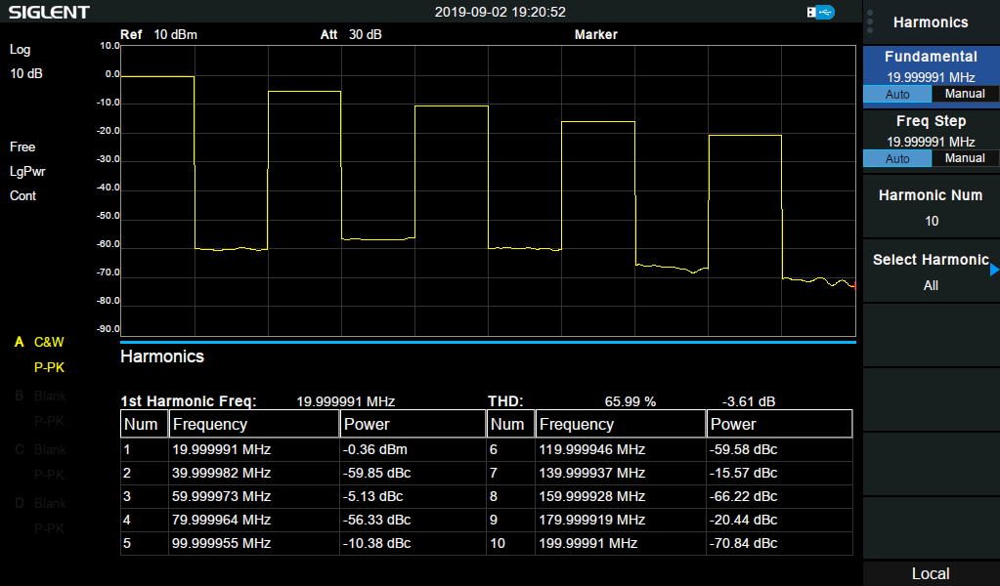 SIGLENT 2019-09-02 19:20:52
Ref 10 dBm Att 30 dB Marker
Log
10 dB
Free
LgPwr
Cont
A C&W
P-PK
B Blank
P-PK
C Blank
P-PK
D Blank
P-PK
10.0
0.0
-10.0
-20.0
-30.0
-40.0
-50.0
-60.0
-70.0
-80.0
-90.0
Harmonics
1st Harmonic Freq: 19.999991 MHz THD: 65.99 % -3.61 dB
Num Frequency Power Num Frequency Power
1 19.999991 MHz -0.36 dBm 6 119.999946 MHz -59.58 dBc
2 39.999982 MHz -59.85 dBc 7 139.999937 MHz -15.57 dBc
3 59.999973 MHz -5.13 dBc 8 159.999928 MHz -66.22 dBc
4 79.999964 MHz -56.33 dBc 9 179.999919 MHz -20.44 dBc
5 99.999955 MHz -10.38 dBc 10 199.99991 MHz -70.84 dBc
Harmonics
Fundamental
19.999991 MHz
Auto Manual
Freq Step
19.999991 MHz
Auto Manual
Harmonic Num
10
Select Harmonic
All
Local